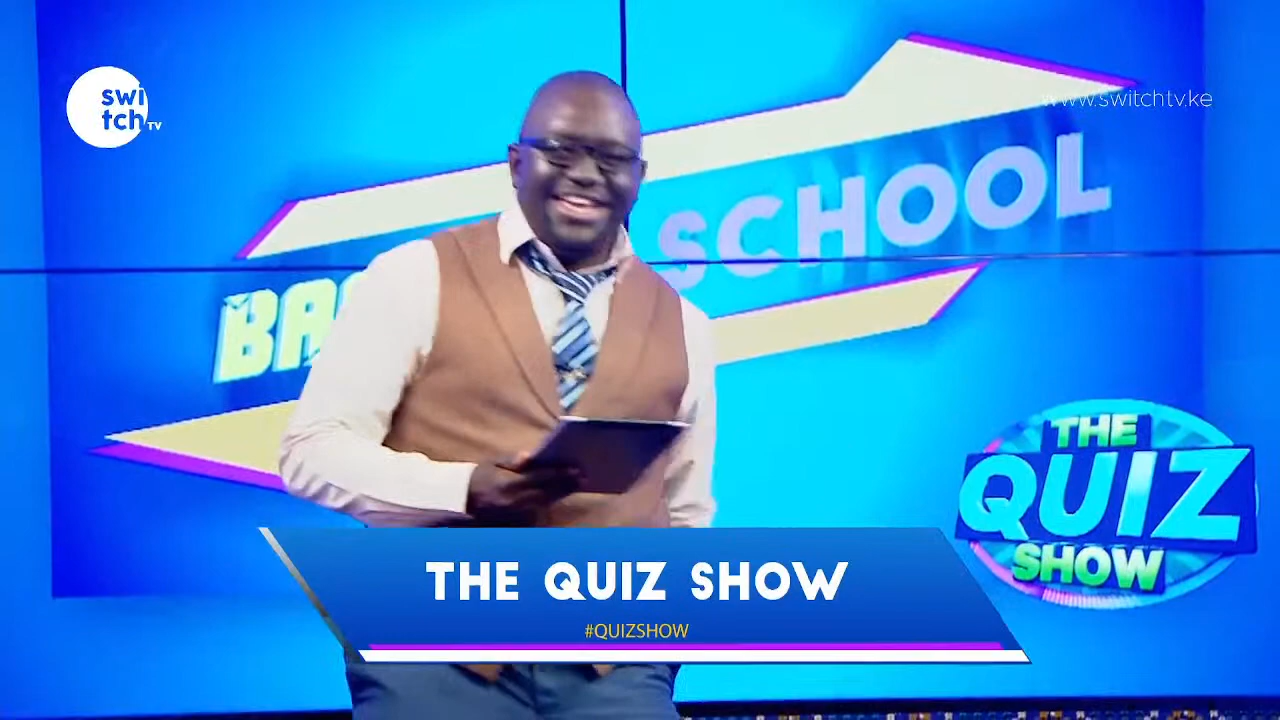 swi
tch TV
www.switchtv.ke
SCHOOL
THE
QUIZ
SHOW
THE QUIZ SHOW
#QUIZSHOW